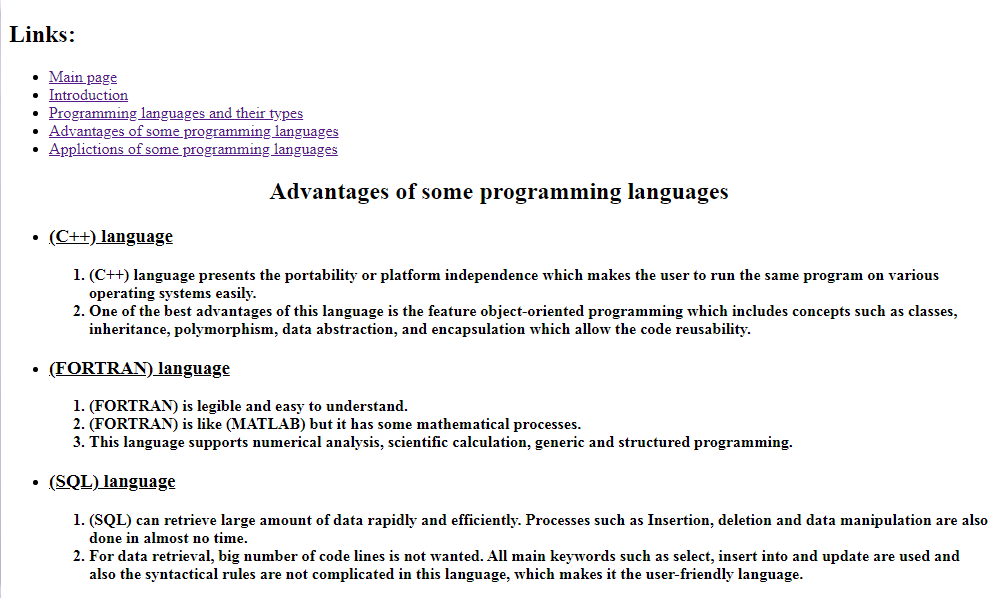 Links:
Main page
Introduction
Programming languages and their types
Advantages of some programming languages
Applictions of some programming languages
Advantages of some programming languages
(C++) language
1. (C++) language presents the portability or platform independence which makes the user to run the same program on various
operating systems easily.
2. One of the best advantages of this language is the feature object-oriented programming which includes concepts such as classes,
inheritance, polymorphism, data abstraction, and encapsulation which allow the code reusability.
(FORTRAN) language
1. (FORTRAN) is legible and easy to understand.
2. (FORTRAN) is like (MATLAB) but it has some mathematical processes.
3. This language supports numerical analysis, scientific calculation, generic and structured programming.
(SQL) language
1. (SQL) can retrieve large amount of data rapidly and efficiently. Processes such as Insertion, deletion and data manipulation are also
done in almost no time.
2. For data retrieval, big number of code lines is not wanted. All main keywords such as select, insert into and update are used and
also the syntactical rules are not complicated in this language, which makes it the user-friendly language.